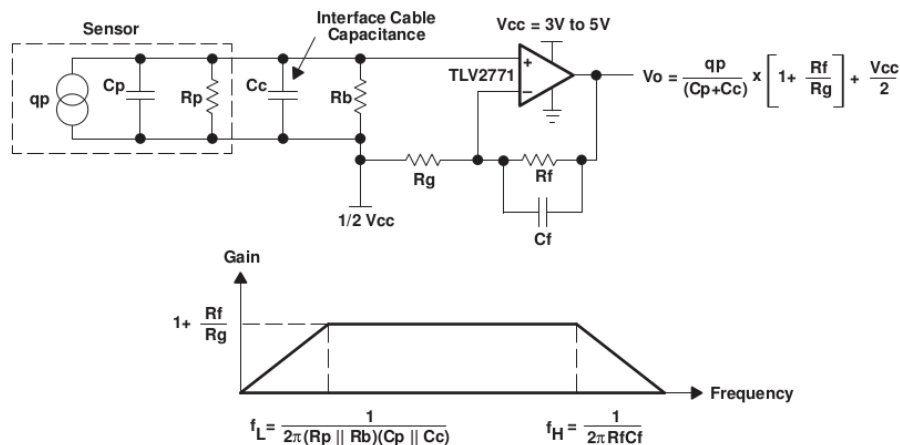 Sensor
Interface Cable
Capacitance
Vcc = 3V to 5V
qp
Cp
Rp
Cc
Rb
+
TLV2771
−
Vo = qp/(Cp+Cc) x [1+ Rf/Rg] + Vcc/2
Rg
Rf
Cf
1/2 Vcc
Gain
1+ Rf/Rg
Frequency
fL= 1/2π(Rp || Rb)(Cp || Cc)
fH = 1/2π RfCf